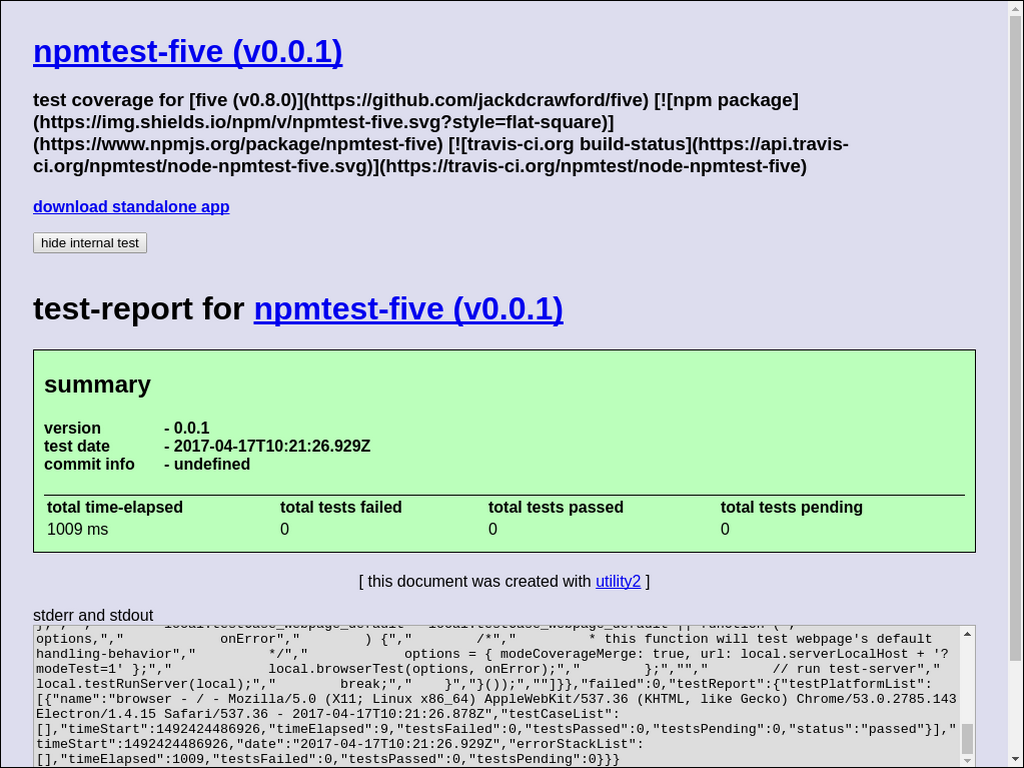 npmtest-five (v0.0.1)
test coverage for [five (v0.8.0)](https://github.com/jackdcrawford/five) [![npm package]
(https://img.shields.io/npm/v/npmtest-five.svg?style=flat-square)]
(https://www.npmjs.org/package/npmtest-five) [![travis-ci.org build-status](https://api.travis-
ci.org/npmtest/node-npmtest-five.svg)](https://travis-ci.org/npmtest/node-npmtest-five)
download standalone app
hide internal test
test-report for npmtest-five (v0.0.1)
summary
version - 0.0.1
test date - 2017-04-17T10:21:26.929Z
commit info - undefined
total time-elapsed total tests failed total tests passed total tests pending
1009 ms 0 0 0
[ this document was created with utility2 ]
stderr and stdout
options,"," onError"," ) {"," /*"," * this function will test webpage's default
handling-behavior"," */"," options = { modeCoverageMerge: true, url: local.serverLocalHost + '?
modeTest=1' };"," local.browserTest(options, onError);"," };",""," // run test-server","
local.testRunServer(local);"," break;"," }","}());",""]}},"failed":0,"testReport":{"testPlatformList":
[{"name":"browser - / - Mozilla/5.0 (X11; Linux x86_64) AppleWebKit/537.36 (KHTML, like Gecko) Chrome/53.0.2785.143
Electron/1.4.15 Safari/537.36 - 2017-04-17T10:21:26.878Z","testCaseList":
[],"timeStart":1492424486926,"timeElapsed":9,"testsFailed":0,"testsPassed":0,"testsPending":0,"status":"passed"}],"
timeStart":1492424486926,"date":"2017-04-17T10:21:26.929Z","errorStackList":
[],"timeElapsed":1009,"testsFailed":0,"testsPassed":0,"testsPending":0}}}